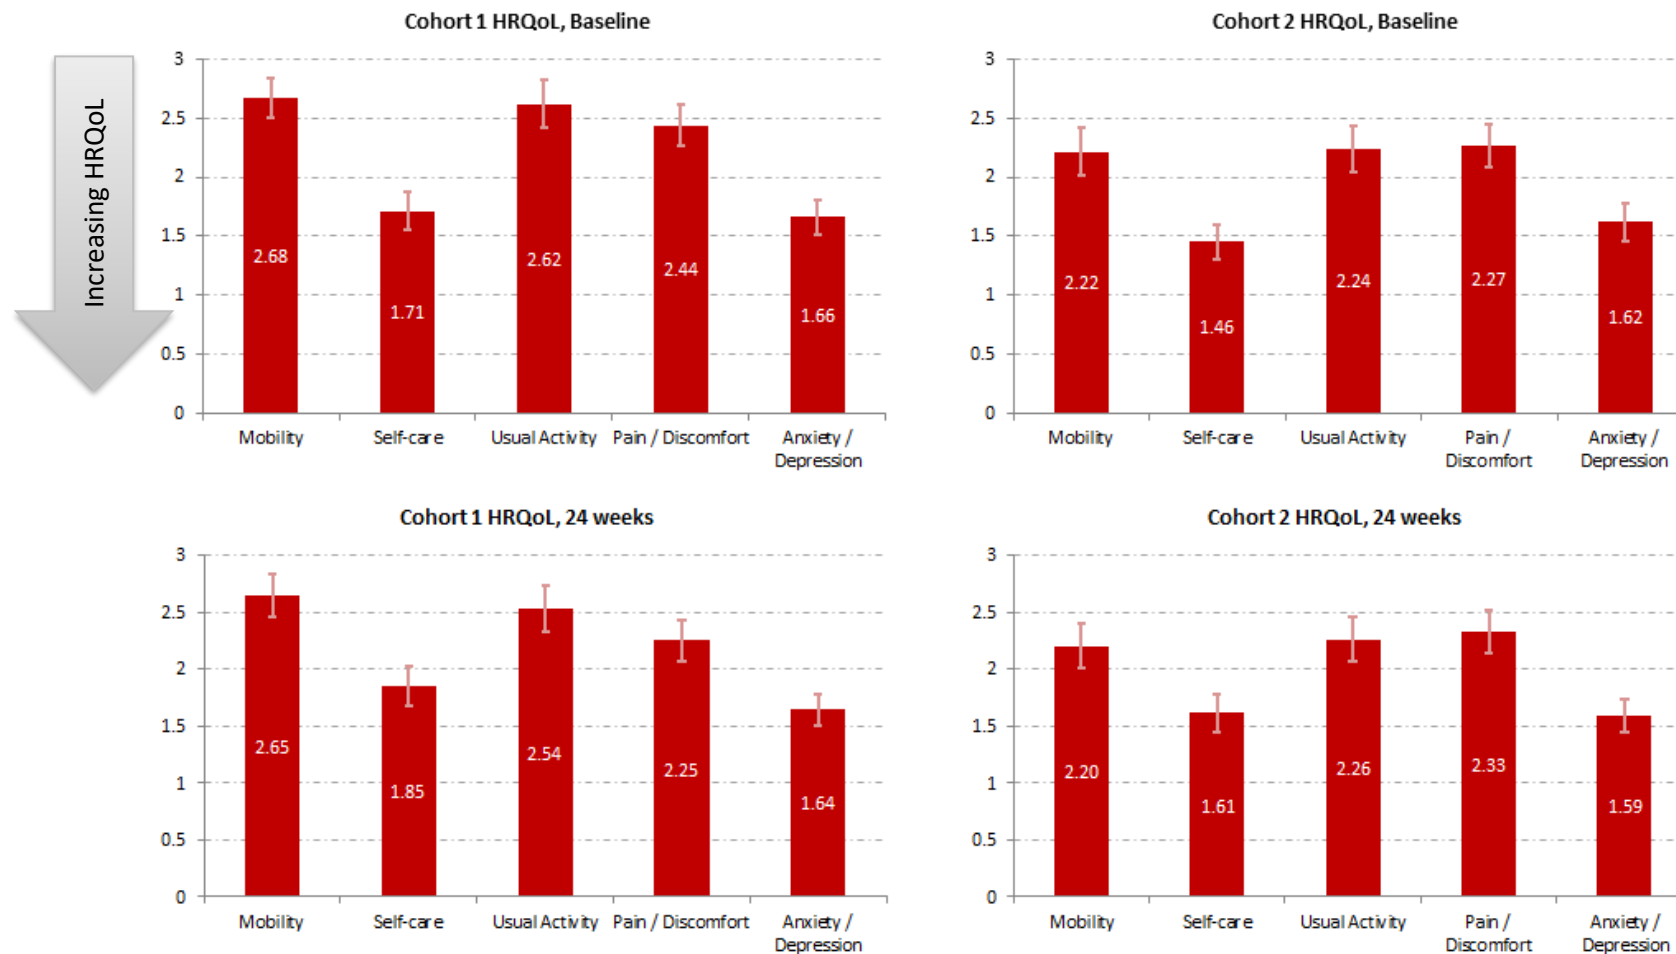 Increasing HRQoL
Cohort 1 HRQoL, Baseline
3
2.5
2
1.5
1
0.5
0
2.68
1.71
2.62
2.44
1.66
Mobility
Self-care
Usual Activity
Pain / Discomfort
Anxiety /
Depression
Cohort 2 HRQoL, Baseline
3
2.5
2
1.5
1
0.5
0
2.22
1.46
2.24
2.27
1.62
Mobility
Self-care
Usual Activity
Pain /
Discomfort
Anxiety /
Depression
Cohort 1 HRQoL, 24 weeks
3
2.5
2
1.5
1
0.5
0
2.65
1.85
2.54
2.25
1.64
Mobility
Self-care
Usual Activity
Pain / Discomfort
Anxiety /
Depression
Cohort 2 HRQoL, 24 weeks
3
2.5
2
1.5
1
0.5
0
2.20
1.61
2.26
2.33
1.59
Mobility
Self-care
Usual Activity
Pain /
Discomfort
Anxiety /
Depression